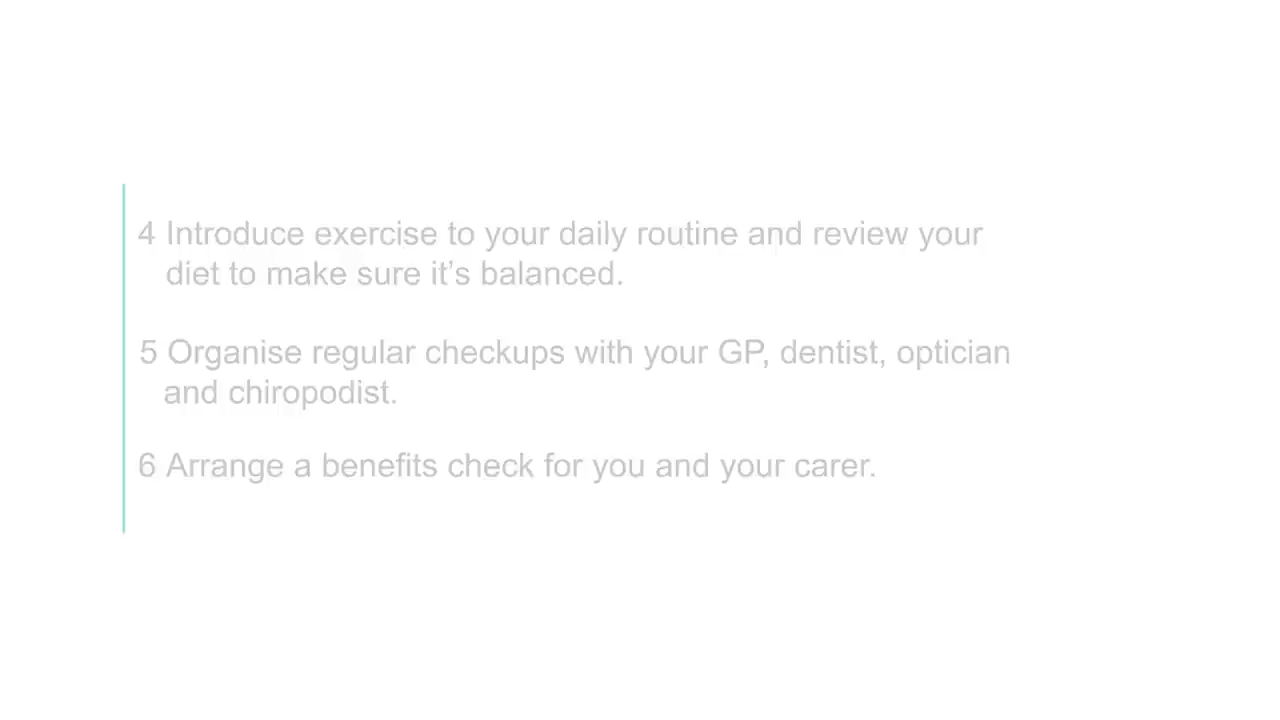 4 Introduce exercise to your daily routine and review your
diet to make sure it’s balanced.
5 Organise regular checkups with your GP, dentist, optician
and chiropodist.
6 Arrange a benefits check for you and your carer.